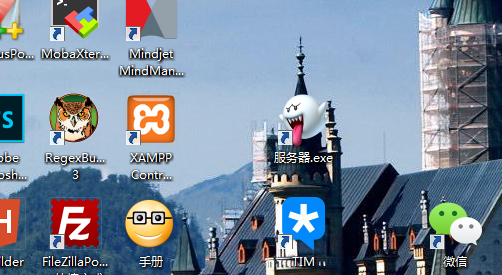 usPo...
MobaXter...
Mindjet
MindMan...
obe
osh...
RegexBu...
3
XAMPP
Contr...
服务器.exe
ilder
FileZillaPo...
手册
TIM
微信